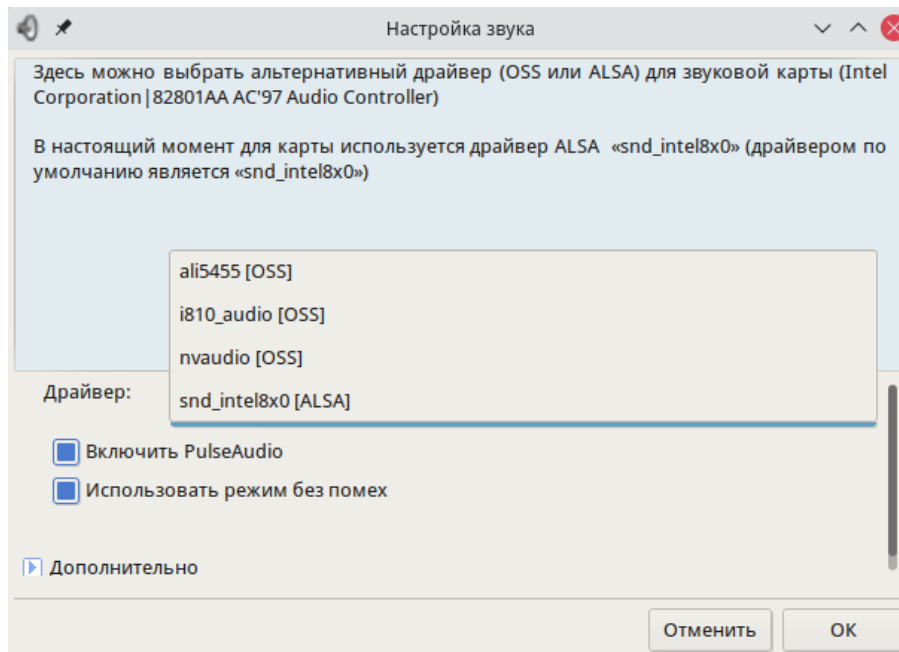 Настройка звука
Здесь можно выбрать альтернативный драйвер (OSS или ALSA) для звуковой карты (Intel
Corporation|82801AA AC'97 Audio Controller)
В настоящий момент для карты используется драйвер ALSA «snd_intel8x0» (драйвером по
умолчанию является «snd_intel8x0»)
ali5455 [OSS]
i810_audio [OSS]
nvaudio [OSS]
Драйвер:
snd_intel8x0 [ALSA]
Включить PulseAudio
Использовать режим без помех
Дополнительно
Отменить
OK